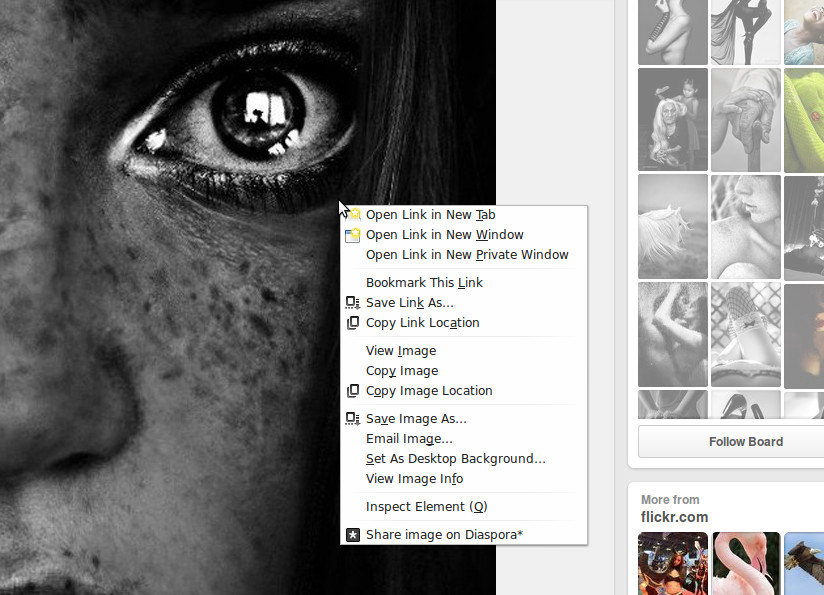 Open Link in New Tab
Open Link in New Window
Open Link in New Private Window
Bookmark This Link
Save Link As...
Copy Link Location
View Image
Copy Image
Copy Image Location
Save Image As...
Email Image...
Set As Desktop Background...
View Image Info
Inspect Element (Q)
Share image on Diaspora*
Follow Board
More from
flickr.com